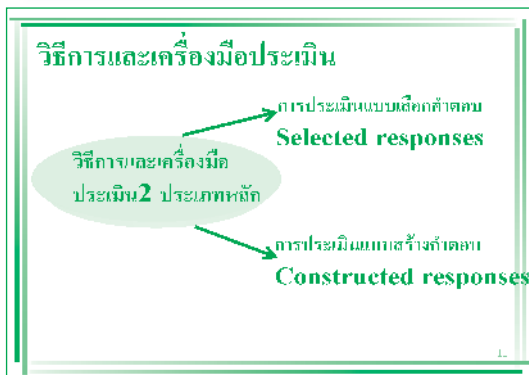 วิธีการและเครื่องมือประเมิน
การประเมินแบบเลือกคำตอบ
Selected responses
วิธีการและเครื่องมือ
ประเมิน2 ประเภทหลัก
การประเมินแบบสร้างคำตอบ
Constructed responses